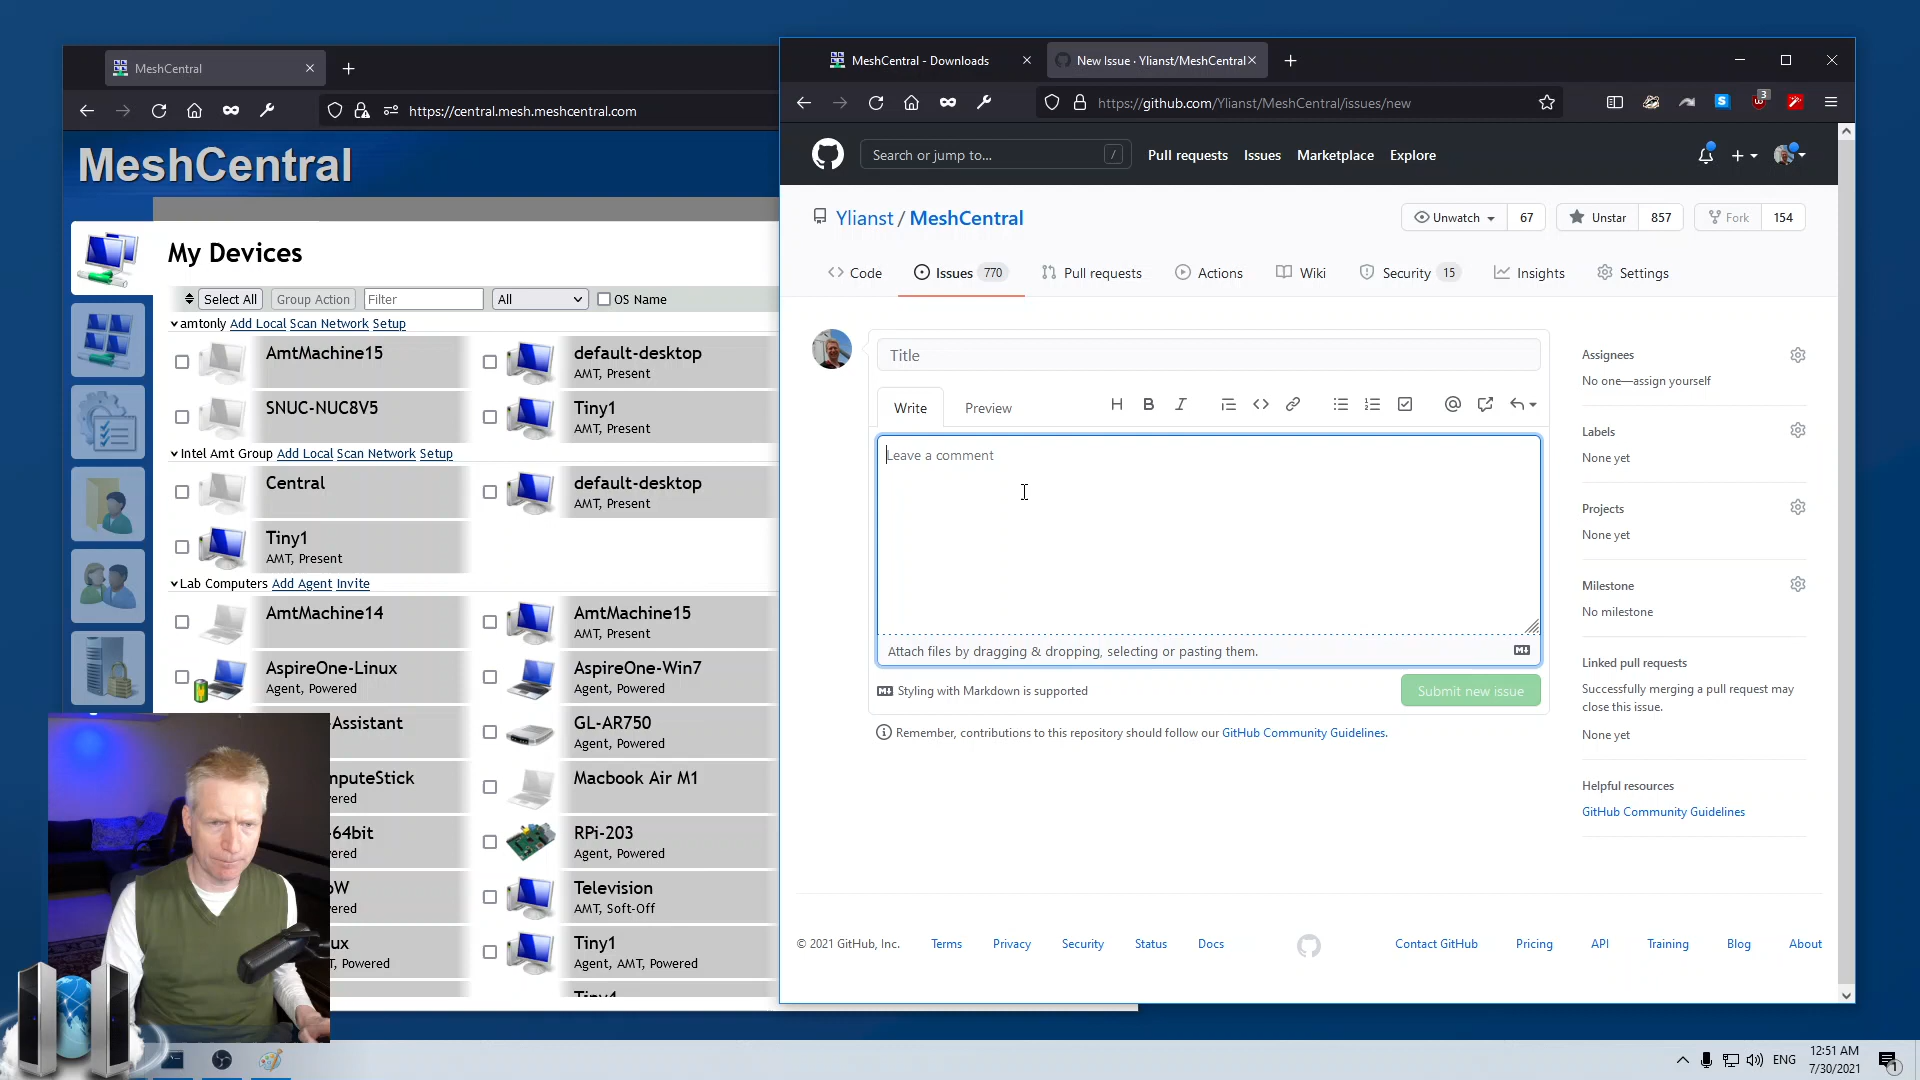 MeshCentral
https://central.mesh.meshcentral.com
MeshCentral
My Devices
Select All Group Action Filter All OS Name
amtonly Add Local Scan Network Setup
AmtMachine15
default-desktop
AMT, Present
SNUC-NUC8V5
Tiny1
AMT, Present
Intel Amt Group Add Local Scan Network Setup
Central
default-desktop
AMT, Present
Tiny1
AMT, Present
Lab Computers Add Agent Invite
AmtMachine14
AmtMachine15
AMT, Present
AspireOne-Linux
Agent, Powered
AspireOne-Win7
Agent, Powered
-Assistant
GL-AR750
Agent, Powered
mputeStick
wered
Macbook Air M1
-64bit
wered
RPi-203
Agent, Powered
oW
wered
Television
AMT, Soft-Off
ux
T, Powered
Tiny1
Agent, AMT, Powered
Tiny1
MeshCentral - Downloads
New Issue · Ylianst/MeshCentral
https://github.com/Ylianst/MeshCentral/issues/new
3
Search or jump to... /
Pull requests Issues Marketplace Explore
Ylianst / MeshCentral
Unwatch 67 Unstar 857 Fork 154
Code Issues 770 Pull requests Actions Wiki Security 15 Insights Settings
Title
Write Preview
Leave a comment
Attach files by dragging & dropping, selecting or pasting them.
Styling with Markdown is supported
Submit new issue
Remember, contributions to this repository should follow our GitHub Community Guidelines.
Assignees
No one—assign yourself
Labels
None yet
Projects
None yet
Milestone
No milestone
Linked pull requests
Successfully merging a pull request may
close this issue.
None yet
Helpful resources
GitHub Community Guidelines
© 2021 GitHub, Inc. Terms Privacy Security Status Docs Contact GitHub Pricing API Training Blog About
ENG
12:51 AM
7/30/2021
1